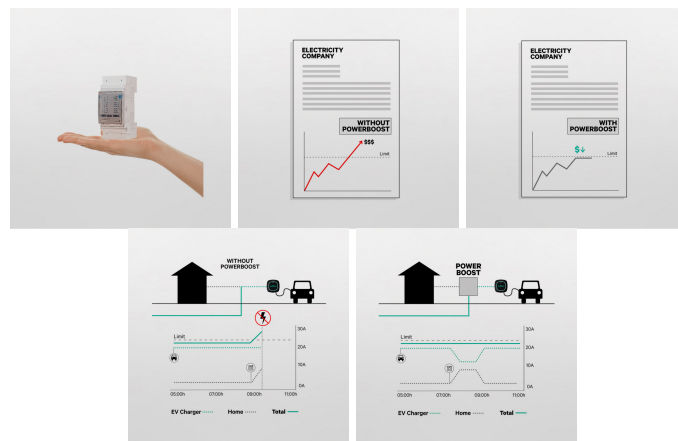 ELECTRICITY
COMPANY
WITHOUT
POWERBOOST
$$$
Limit
ELECTRICITY
COMPANY
WITH
POWERBOOST
$
Limit
WITHOUT
POWERBOOST
Limit
30A
20A
10A
0A
05:00h 07:00h 09:00h 11:00h
EV Charger Home Total
POWER
BOOST
Limit
30A
20A
10A
0A
05:00h 07:00h 09:00h 11:00h
EV Charger Home Total